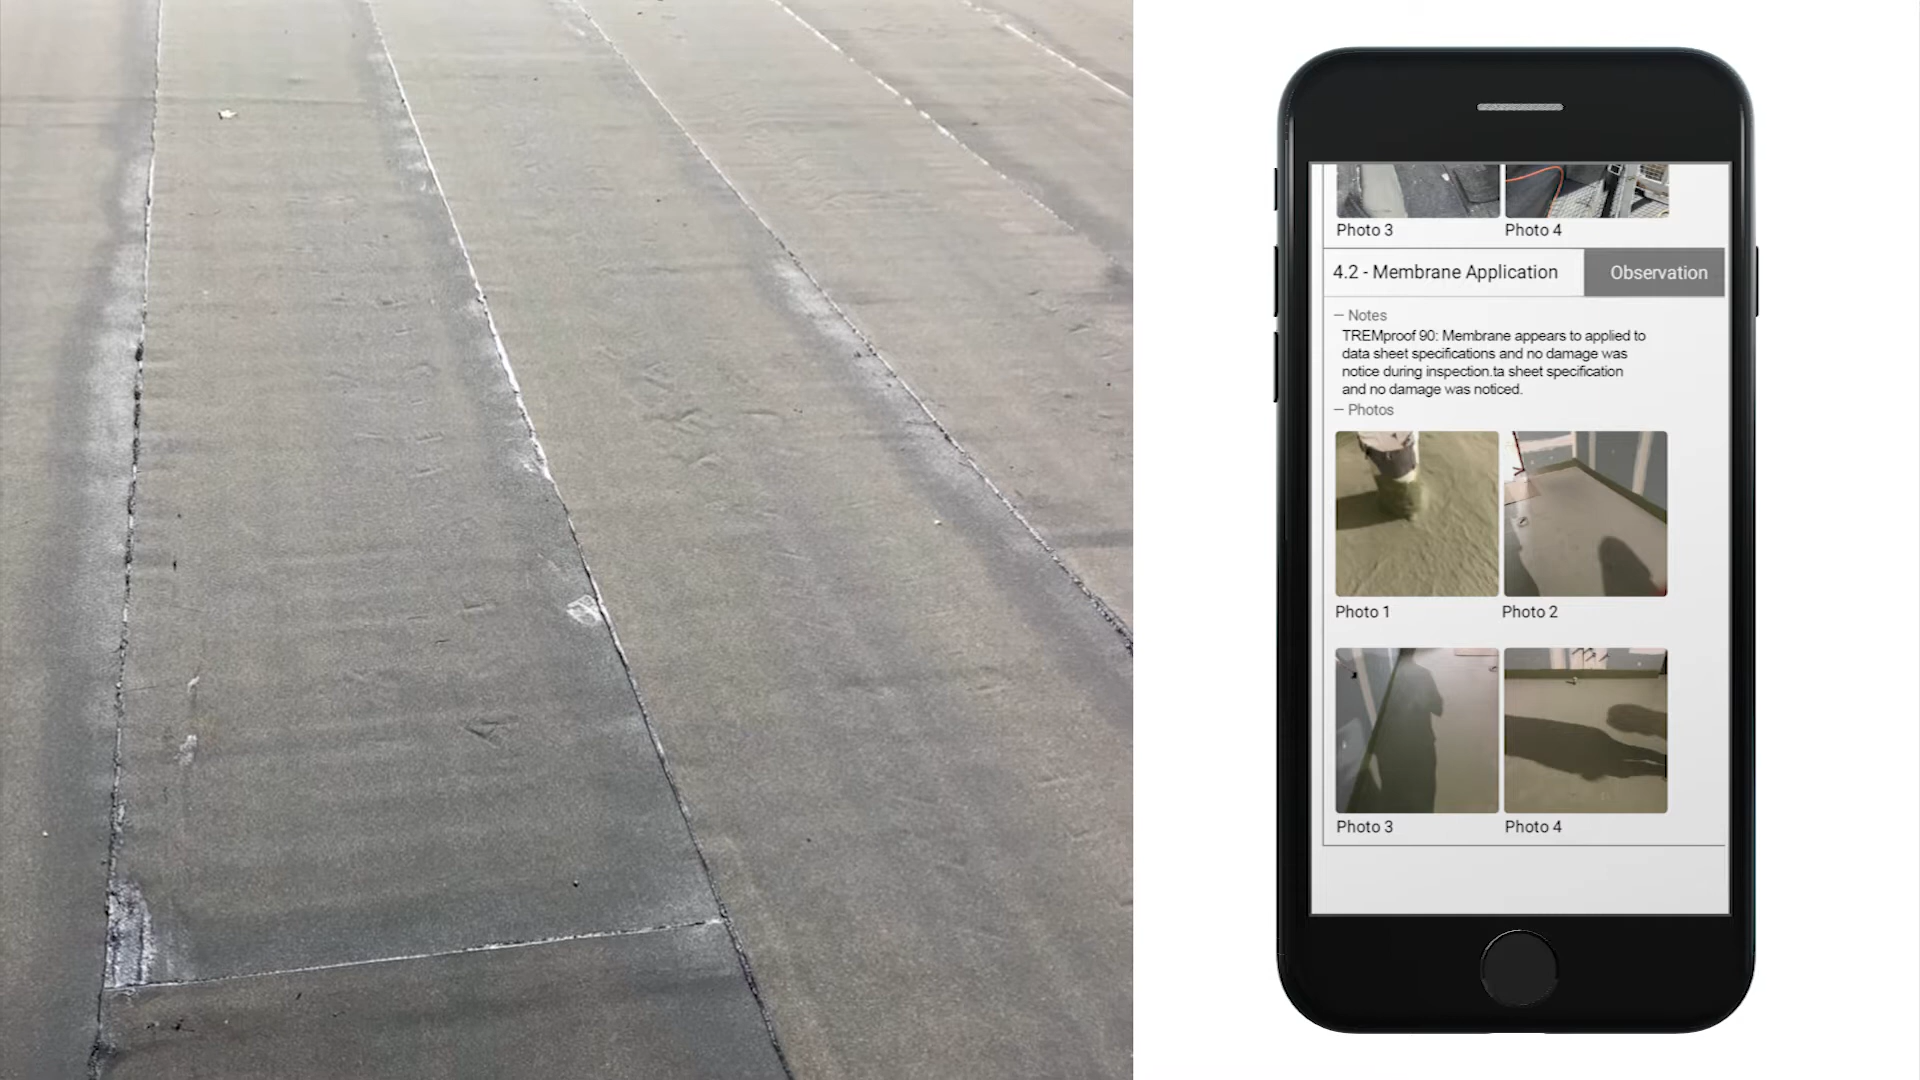 Photo 3 Photo 4
4.2 - Membrane Application Observation
— Notes
TREMproof 90: Membrane appears to applied to
data sheet specifications and no damage was
notice during inspection.ta sheet specification
and no damage was noticed.
— Photos
Photo 1 Photo 2
Photo 3 Photo 4